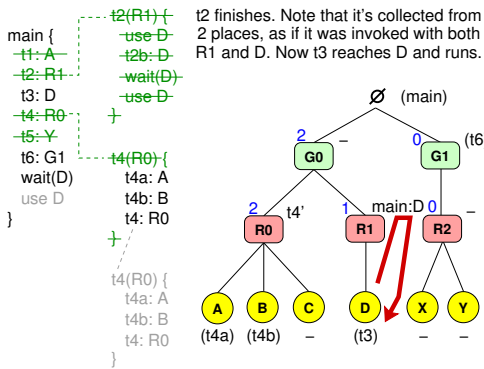 t2 finishes. Note that it's collected from
2 places, as if it was invoked with both
R1 and D. Now t3 reaches D and runs.
main {
t1: A
t2: R1
t3: D
t4: R0
t5: Y
t6: G1
wait(D)
use D
}
t2(R1) {
use D
t2b: D
wait(D)
use D
}
t4(R0) {
t4a: A
t4b: B
t4: R0
}
t4(R0) {
t4a: A
t4b: B
t4: R0
}
Ø (main)
2 G0 – 0 G1 (t6
2 R0 t4' 1 R1 main:D 0 R2 –
A B C D X Y
(t4a) (t4b) – (t3) – –